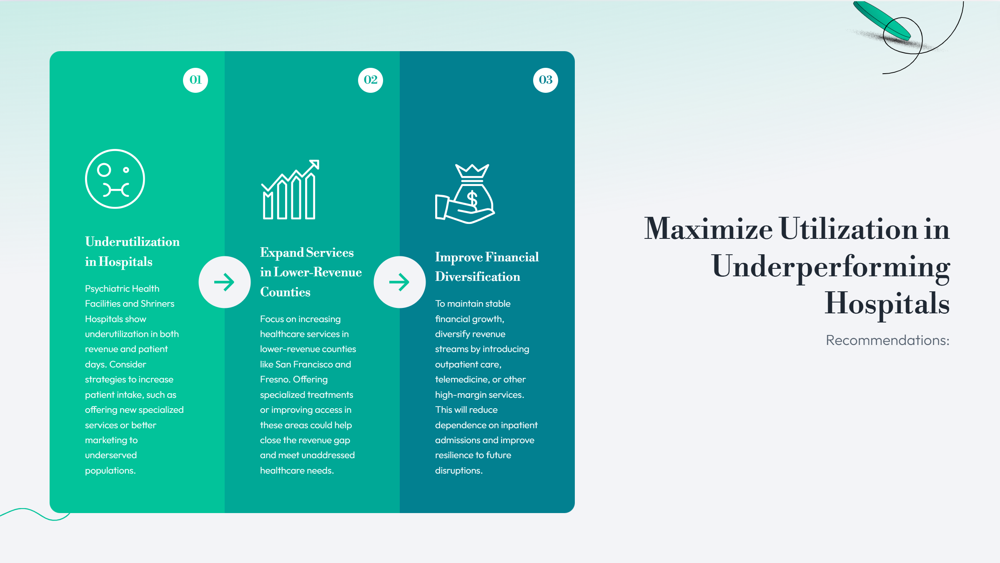 01
Underutilization
in Hospitals
Psychiatric Health
Facilities and Shriners
Hospitals show
underutilization in both
revenue and patient
days. Consider
strategies to increase
patient intake, such as
offering new specialized
services or better
marketing to
underserved
populations.
02
Expand Services
in Lower-Revenue
Counties
Focus on increasing
healthcare services in
lower-revenue counties
like San Francisco and
Fresno. Offering
specialized treatments
or improving access in
these areas could help
close the revenue gap
and meet unaddressed
healthcare needs.
03
$
Improve Financial
Diversification
To maintain stable
financial growth,
diversify revenue
streams by introducing
outpatient care,
telemedicine, or other
high-margin services.
This will reduce
dependence on inpatient
admissions and improve
resilience to future
disruptions.
Maximize Utilization in
Underperforming
Hospitals
Recommendations: